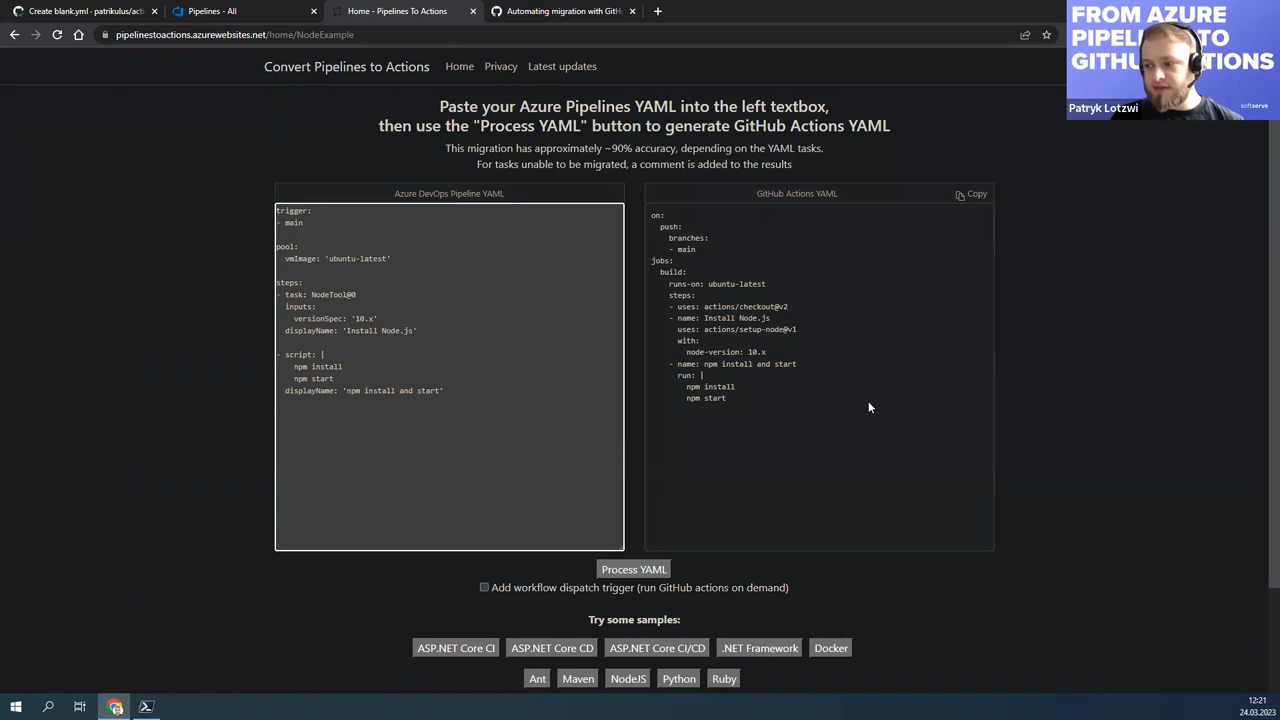 Create blank.yml · patrikulus/actio
Pipelines - All
Home - Pipelines To Actions
Automating migration with GitHu
pipelinestoactions.azurewebsites.net/home/NodeExample
FROM AZURE
PIPELINES TO
GITHUB ACTIONS
Patryk Lotzwi
softserve
Convert Pipelines to Actions
Home
Privacy
Latest updates
Paste your Azure Pipelines YAML into the left textbox,
then use the "Process YAML" button to generate GitHub Actions YAML
This migration has approximately ~90% accuracy, depending on the YAML tasks.
For tasks unable to be migrated, a comment is added to the results
Azure DevOps Pipeline YAML
trigger:
- main
pool:
vmImage: 'ubuntu-latest'
steps:
- task: NodeTool@0
inputs:
versionSpec: '10.x'
displayName: 'Install Node.js'
- script: |
npm install
npm start
displayName: 'npm install and start'
GitHub Actions YAML
Copy
on:
push:
branches:
- main
jobs:
build:
runs-on: ubuntu-latest
steps:
- uses: actions/checkout@v2
- name: Install Node.js
uses: actions/setup-node@v1
with:
node-version: 10.x
- name: npm install and start
run: |
npm install
npm start
Process YAML
Add workflow dispatch trigger (run GitHub actions on demand)
Try some samples:
ASP.NET Core CI
ASP.NET Core CD
ASP.NET Core CI/CD
.NET Framework
Docker
Ant
Maven
NodeJS
Python
Ruby
12:21
24.03.2023